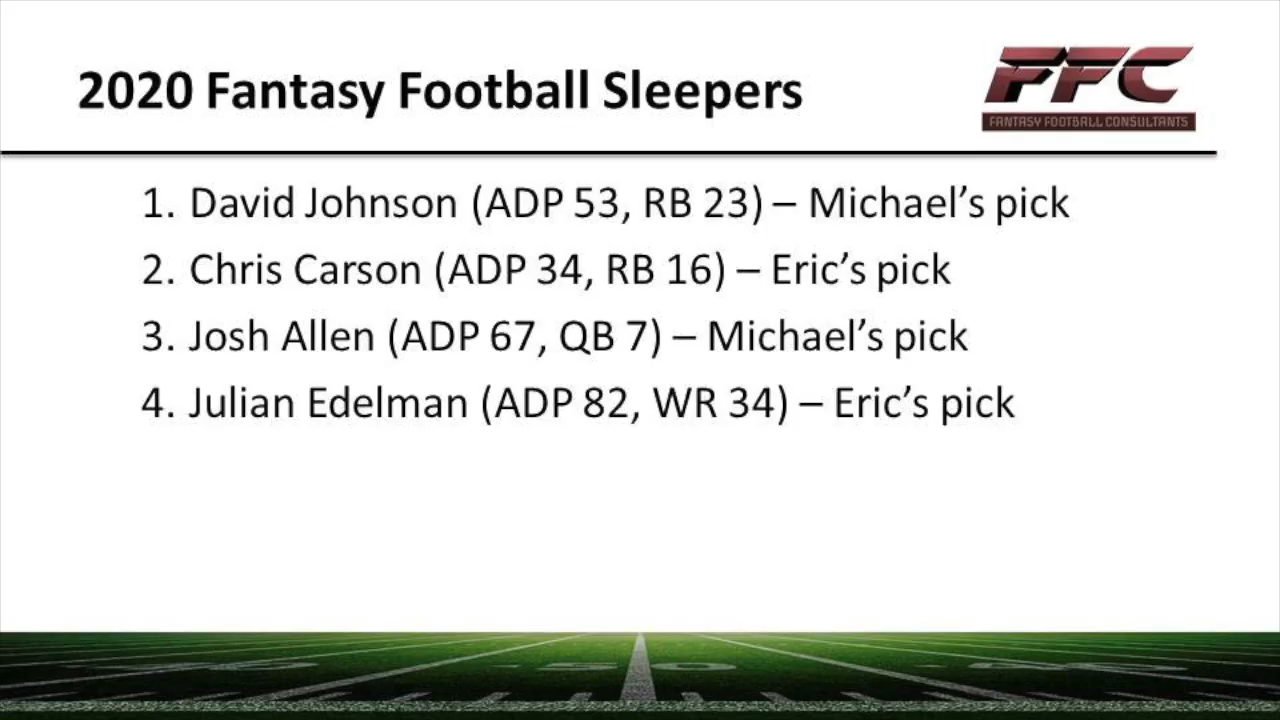 2020 Fantasy Football Sleepers
FFC
FANTASY FOOTBALL CONSULTANTS
1. David Johnson (ADP 53, RB 23) – Michael’s pick
2. Chris Carson (ADP 34, RB 16) – Eric’s pick
3. Josh Allen (ADP 67, QB 7) – Michael’s pick
4. Julian Edelman (ADP 82, WR 34) – Eric’s pick
50